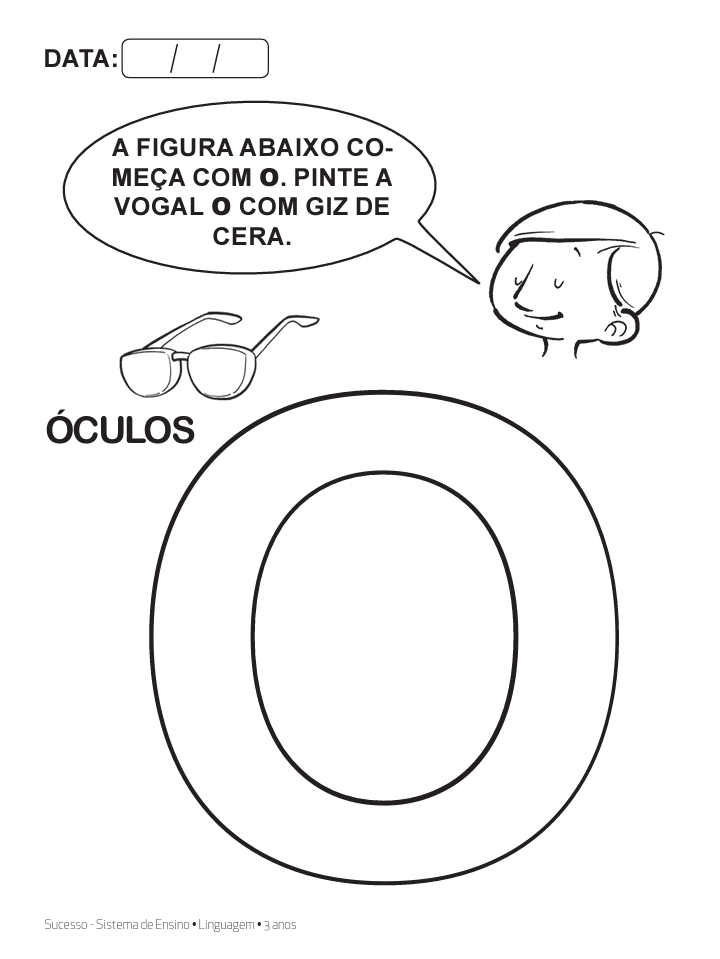 DATA: / /
A FIGURA ABAIXO CO-
MEÇA COM O. PINTE A
VOGAL O COM GIZ DE
CERA.
ÓCULOS
O
Sucesso - Sistema de Ensino • Linguagem • 3 anos